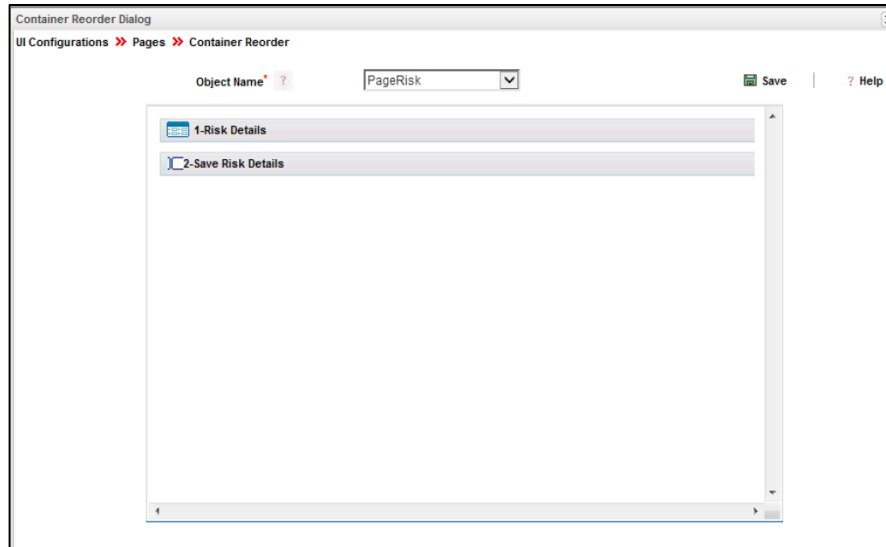 Container Reorder Dialog
UI Configurations >> Pages >> Container Reorder
Object Name* ? PageRisk Save | ? Help
1-Risk Details
2-Save Risk Details